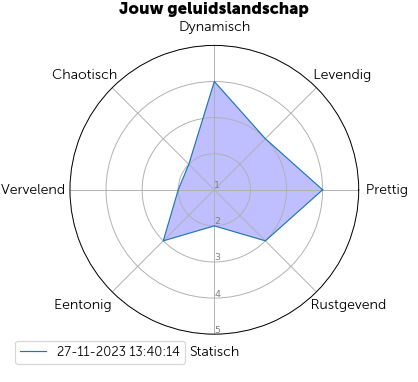 Jouw geluidslandschap
Dynamisch
Chaotisch
Levendig
Vervelend
Prettig
1
2
3
4
5
Eentonig
Rustgevend
Statisch
27-11-2023 13:40:14